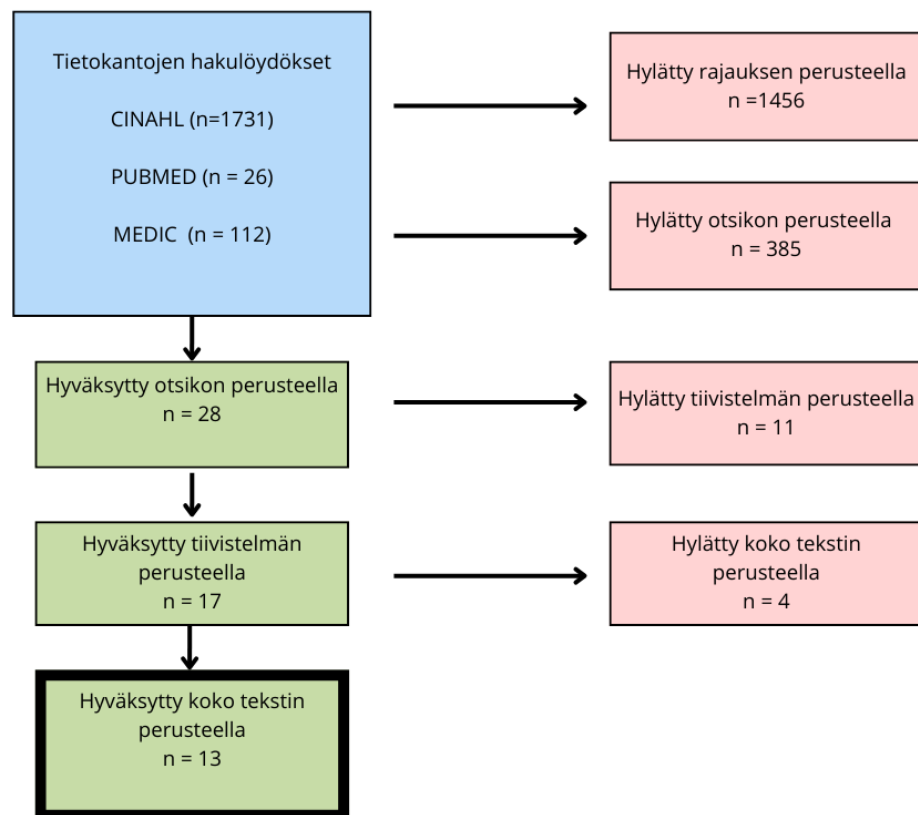 Tietokantojen hakulöydökset
CINAHL (n=1731)
PUBMED (n = 26)
MEDIC (n = 112)
Hylätty rajauksen perusteella
n =1456
Hylätty otsikon perusteella
n = 385
Hyväksytty otsikon perusteella
n = 28
Hylätty tiivistelmän perusteella
n = 11
Hyväksytty tiivistelmän
perusteella
n = 17
Hylätty koko tekstin
perusteella
n = 4
Hyväksytty koko tekstin
perusteella
n = 13